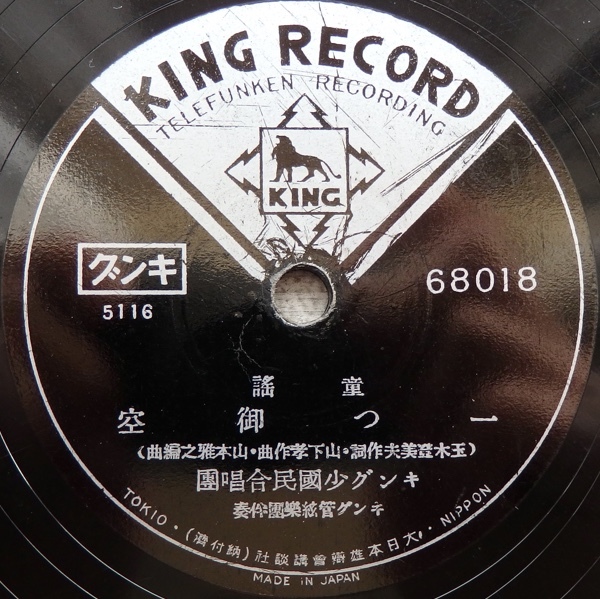 KING RECORD
TELEFUNKEN RECORDING
KING
キング
5116
68018
童謠
一つ御空
(玉木登美夫作詞・山下孝作曲・山本雅之編曲)
キング少國民合唱團
キング管絃樂團伴奏
TOKIO・大日本雄辯會講談社(納付濟)・NIPPON
MADE IN JAPAN